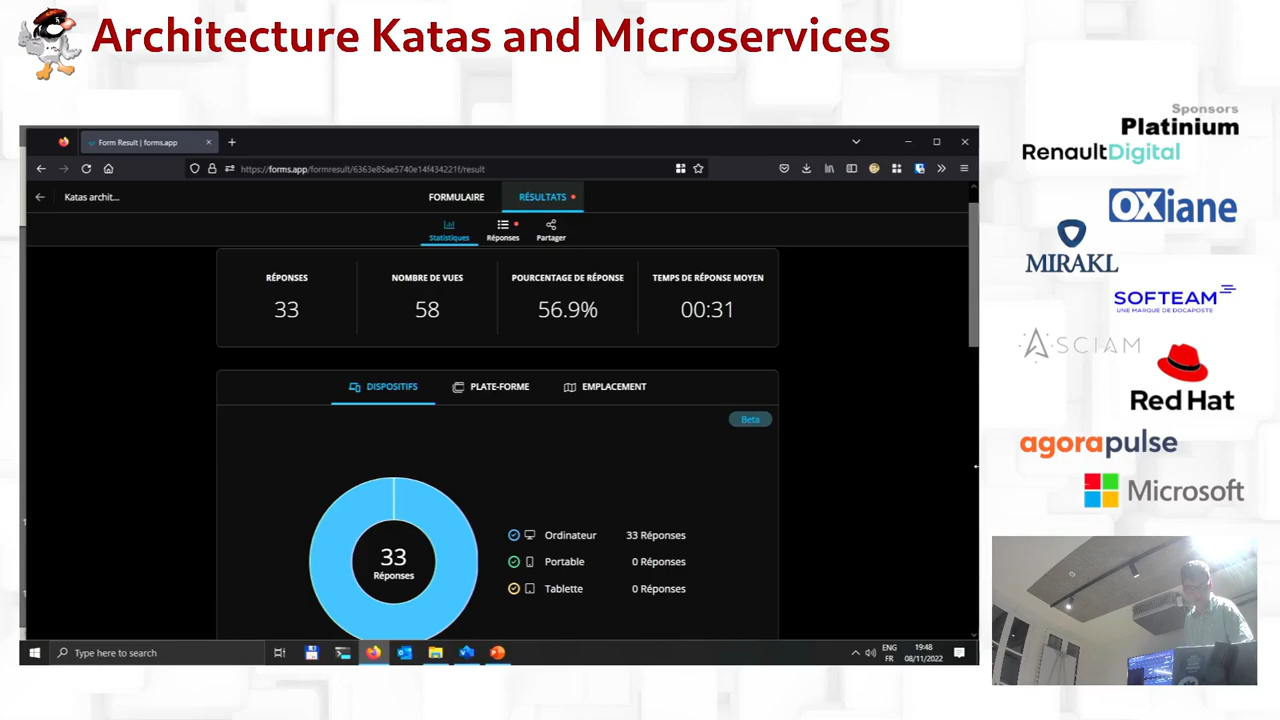 Architecture Katas and Microservices
Form Result | forms.app
https://forms.app/formresult/6363e85ae5740e14f434221f/result
Katas archit...
FORMULAIRE
RÉSULTATS
Statistiques
Réponses
Partager
RÉPONSES
NOMBRE DE VUES
POURCENTAGE DE RÉPONSE
TEMPS DE RÉPONSE MOYEN
33
58
56.9%
00:31
DISPOSITIFS
PLATE-FORME
EMPLACEMENT
Beta
33
Réponses
Ordinateur 33 Réponses
Portable 0 Réponses
Tablette 0 Réponses
Type here to search
ENG
FR
19:48
08/11/2022
Sponsors
Platinium
RenaultDigital
OXiane
MIRAKL
SOFTEAM
UNE MARQUE DE DOCAPOSTE
ASCIAM
Red Hat
agorapulse
Microsoft